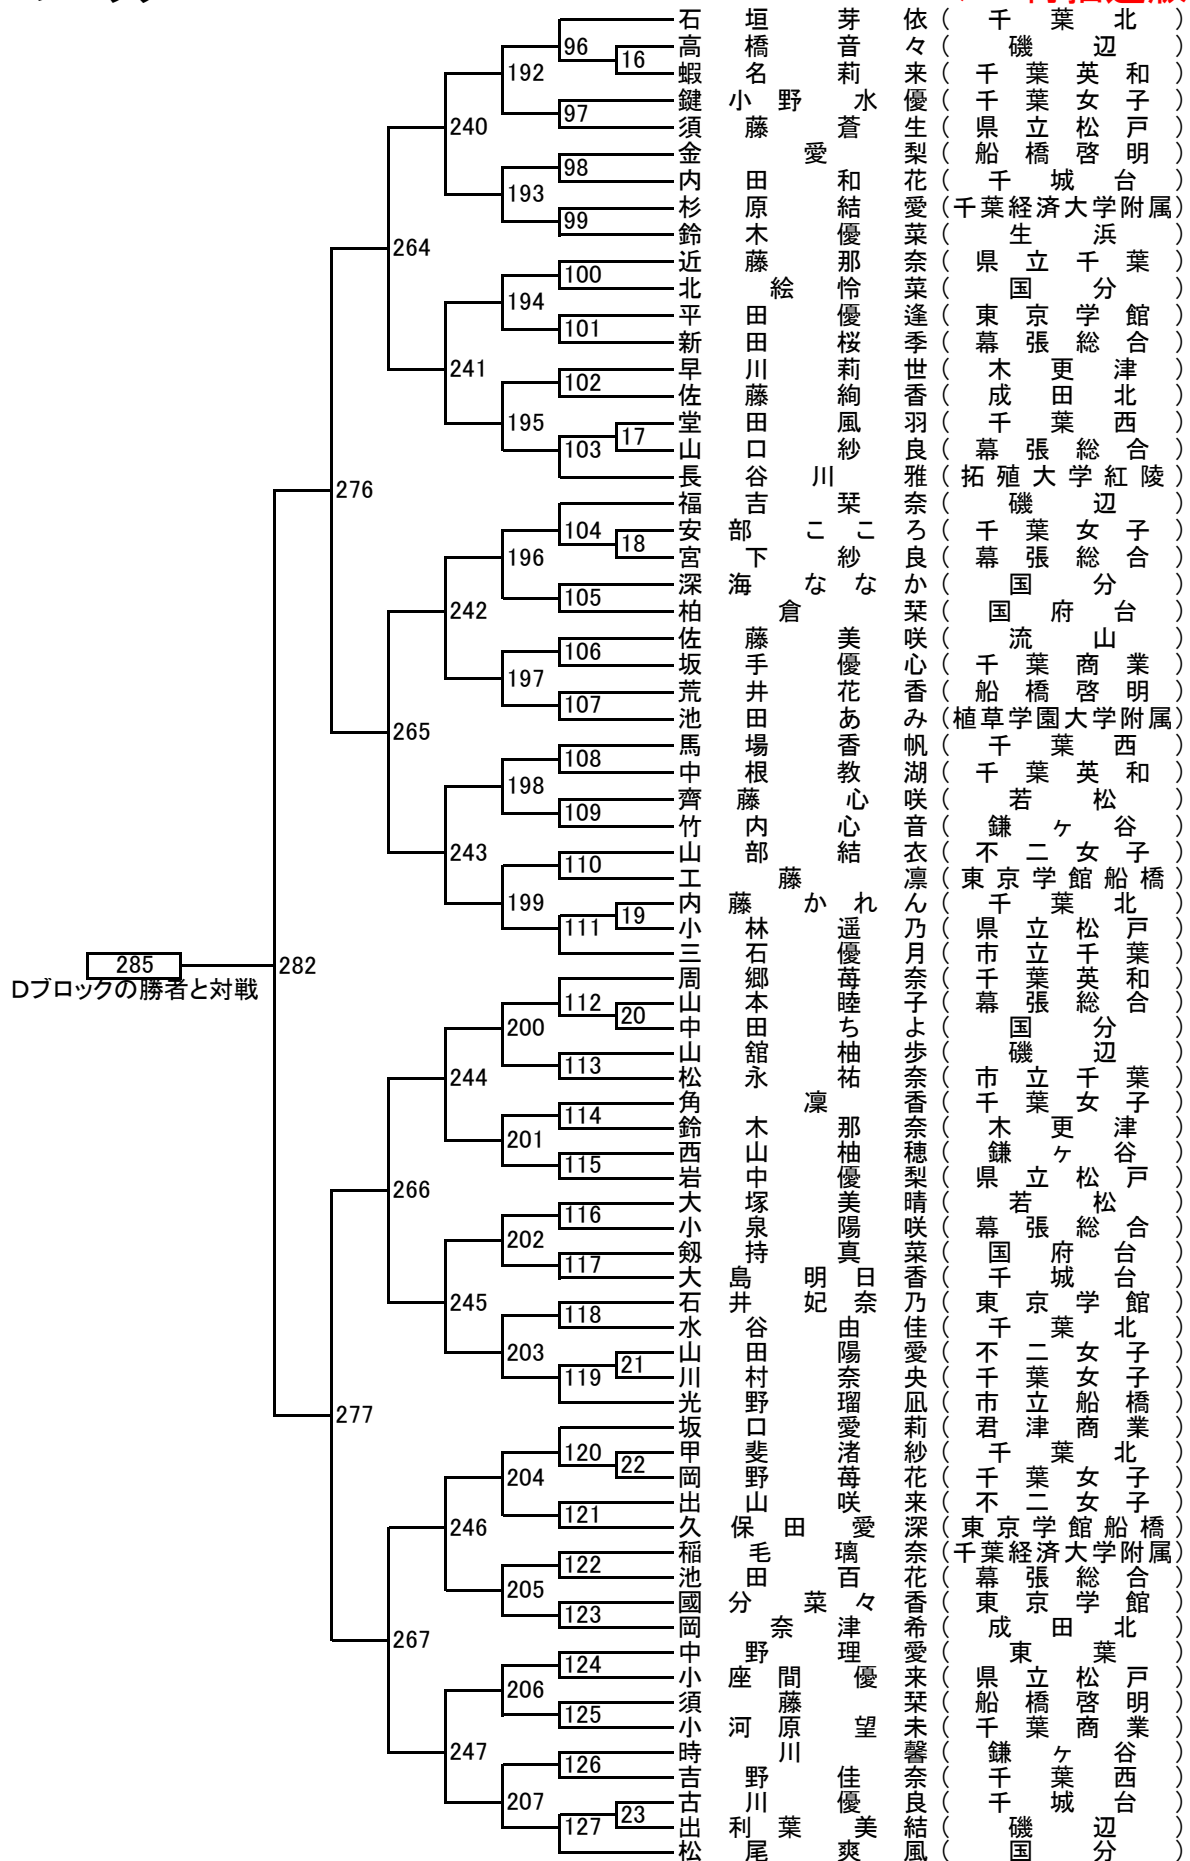 石垣芽依(千葉北)
96 高橋音々(磯辺)
16
192 蝦名莉来(千葉英和)
鍵小野水優(千葉女子)
97
240 須藤蒼生(県立松戸)
金愛梨(船橋啓明)
98
内田和花(千城台)
193
杉原結愛(千葉経済大学附属)
99
鈴木優菜(生浜)
264
近藤那奈(県立千葉)
100
北絵怜菜(国分)
194
平田優逢(東京学館)
101
新田桜季(幕張総合)
241
早川莉世(木更津)
102
佐藤絢香(成田北)
195
堂田風羽(千葉西)
17
103 山口紗良(幕張総合)
長谷川雅(拓殖大学紅陵)
276
福吉栞奈(磯辺)
104 安部こころ(千葉女子)
18
196 宮下紗良(幕張総合)
深海ななか(国分)
105
242 柏倉栞(国府台)
佐藤美咲(流山)
106
坂手優心(千葉商業)
197
荒井花香(船橋啓明)
107
池田あみ(植草学園大学附属)
265
馬場香帆(千葉西)
108
中根教湖(千葉英和)
198
齊藤心咲(若松)
109
竹内心音(鎌ヶ谷)
243 山部結衣(不二女子)
110
工藤凛(東京学館船橋)
199 内藤かれん(千葉北)
19
111 小林遥乃(県立松戸)
三石優月(市立千葉)
285 282
Dブロックの勝者と対戦
周郷苺奈(千葉英和)
112 山本睦子(幕張総合)
20
200 中田ちよ(国分)
山舘柚歩(磯辺)
113
244 松永祐奈(市立千葉)
角凜香(千葉女子)
114
鈴木那奈(木更津)
201
西山柚穂(鎌ヶ谷)
115
岩中優梨(県立松戸)
266
大塚美晴(若松)
116
小泉陽咲(幕張総合)
202
剱持真菜(国府台)
117
大島明日香(千城台)
245 石井妃奈乃(東京学館)
118
水谷由佳(千葉北)
203 山田陽愛(不二女子)
21
119 川村奈央(千葉女子)
光野瑠凪(市立船橋)
277
坂口愛莉(君津商業)
120 甲斐渚紗(千葉北)
22
204 岡野苺花(千葉女子)
出山咲来(不二女子)
121
246 久保田愛深(東京学館船橋)
稲毛璃奈(千葉経済大学附属)
122
池田百花(幕張総合)
205
國分菜々香(東京学館)
123
岡奈津希(成田北)
267
中野理愛(東葉)
124
小座間優来(県立松戸)
206
須藤栞(船橋啓明)
125
小河原望未(千葉商業)
247 時川馨(鎌ヶ谷)
126
吉野佳奈(千葉西)
207 古川優良(千城台)
23
127 出利葉美結(磯辺)
松尾爽風(国分)